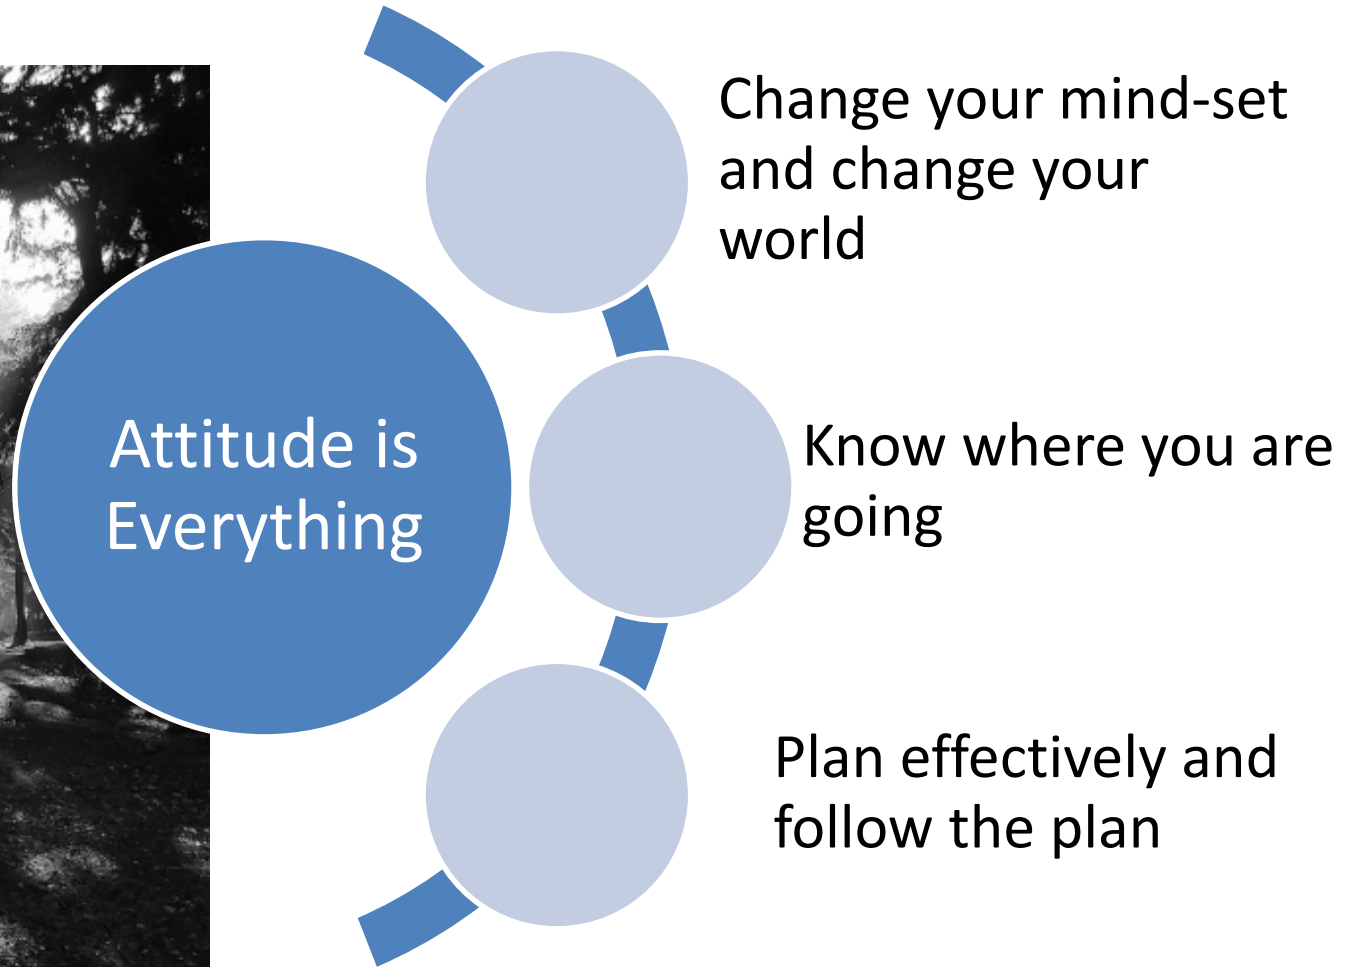 Attitude is
Everything
Change your mind-set
and change your
world
Know where you are
going
Plan effectively and
follow the plan